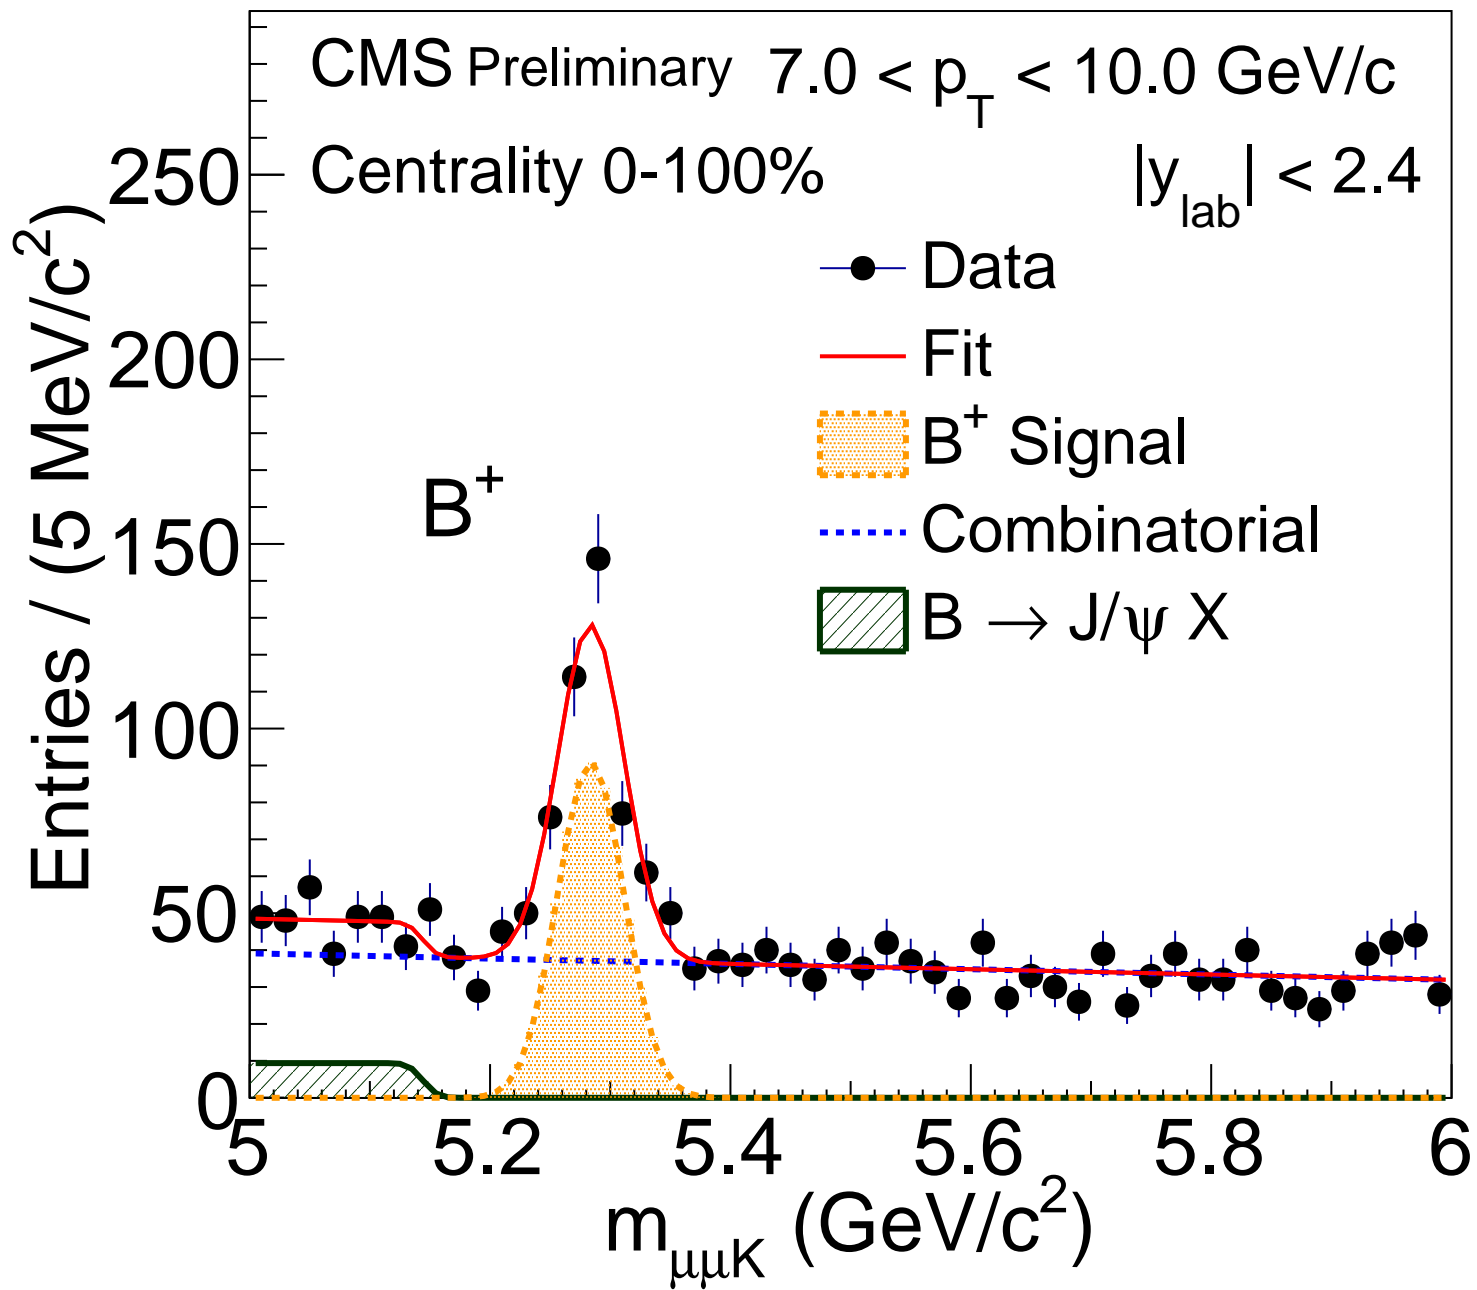 CMS Preliminary 7.0 < p_T < 10.0 GeV/c
Centrality 0-100% |y_lab| < 2.4
Data
Fit
B⁺ Signal
Combinatorial
B → J/ψ X
B⁺
Entries / (5 MeV/c²)
250
200
150
100
50
0
5 5.2 5.4 5.6 5.8 6
m_μμK (GeV/c²)